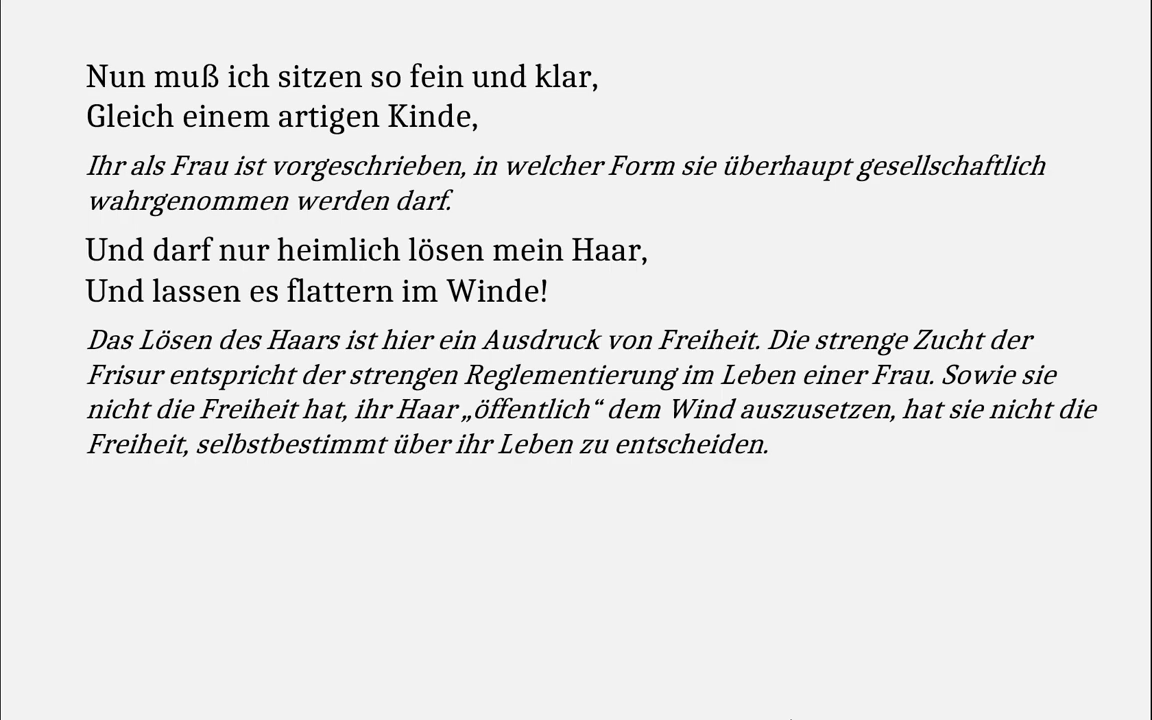 Nun muß ich sitzen so fein und klar,
Gleich einem artigen Kinde,
Ihr als Frau ist vorgeschrieben, in welcher Form sie überhaupt gesellschaftlich
wahrgenommen werden darf.
Und darf nur heimlich lösen mein Haar,
Und lassen es flattern im Winde!
Das Lösen des Haars ist hier ein Ausdruck von Freiheit. Die strenge Zucht der
Frisur entspricht der strengen Reglementierung im Leben einer Frau. Sowie sie
nicht die Freiheit hat, ihr Haar „öffentlich“ dem Wind auszusetzen, hat sie nicht die
Freiheit, selbstbestimmt über ihr Leben zu entscheiden.